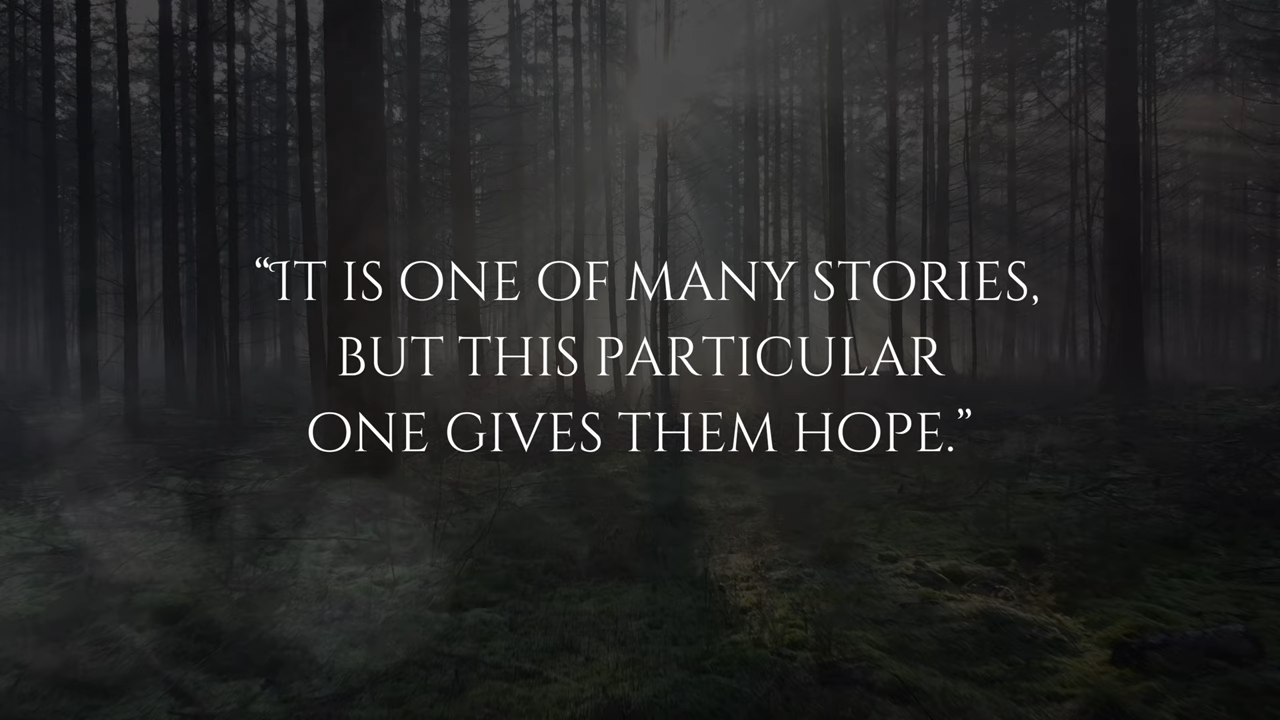 “IT IS ONE OF MANY STORIES,
BUT THIS PARTICULAR
ONE GIVES THEM HOPE.”